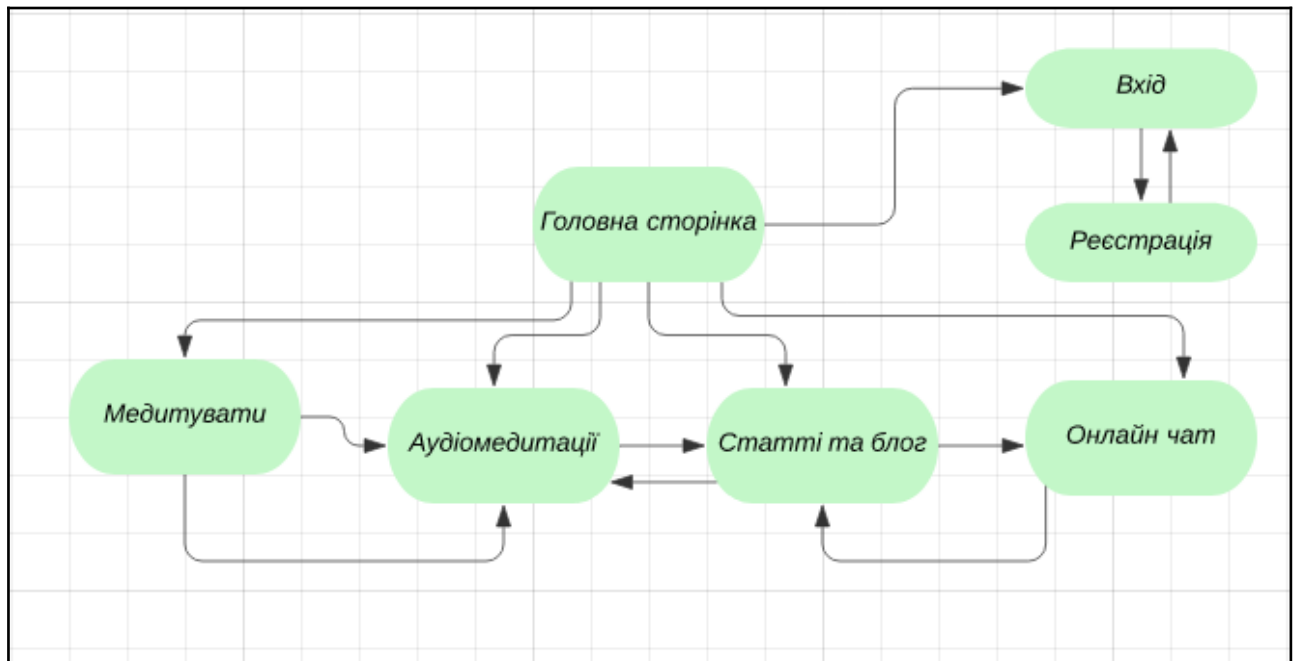 Вхід
Головна сторінка
Реєстрація
Медитувати
Аудіомедитації
Статті та блог
Онлайн чат